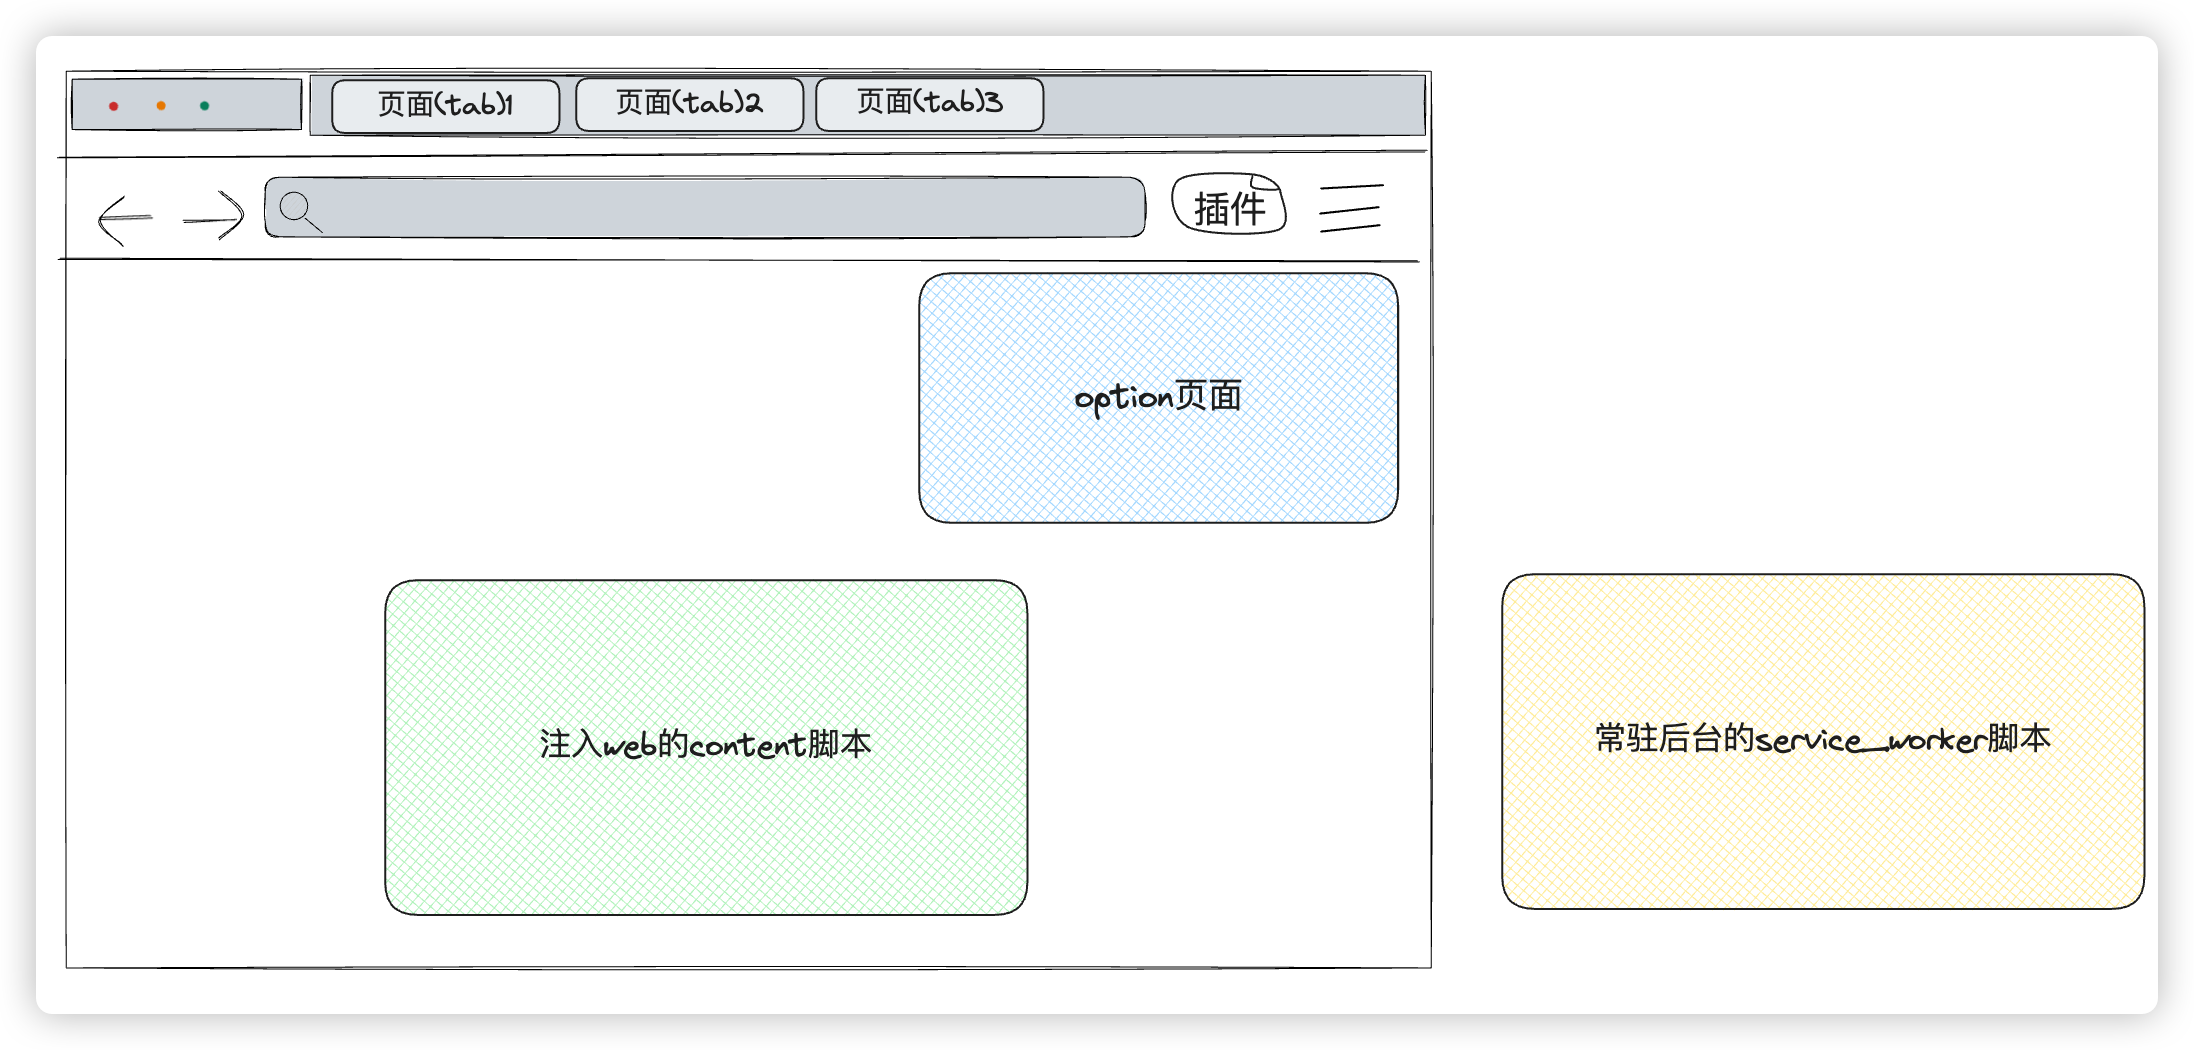 页面(tab)1
页面(tab)2
页面(tab)3
插件
option页面
注入web的content脚本
常驻后台的service_worker脚本